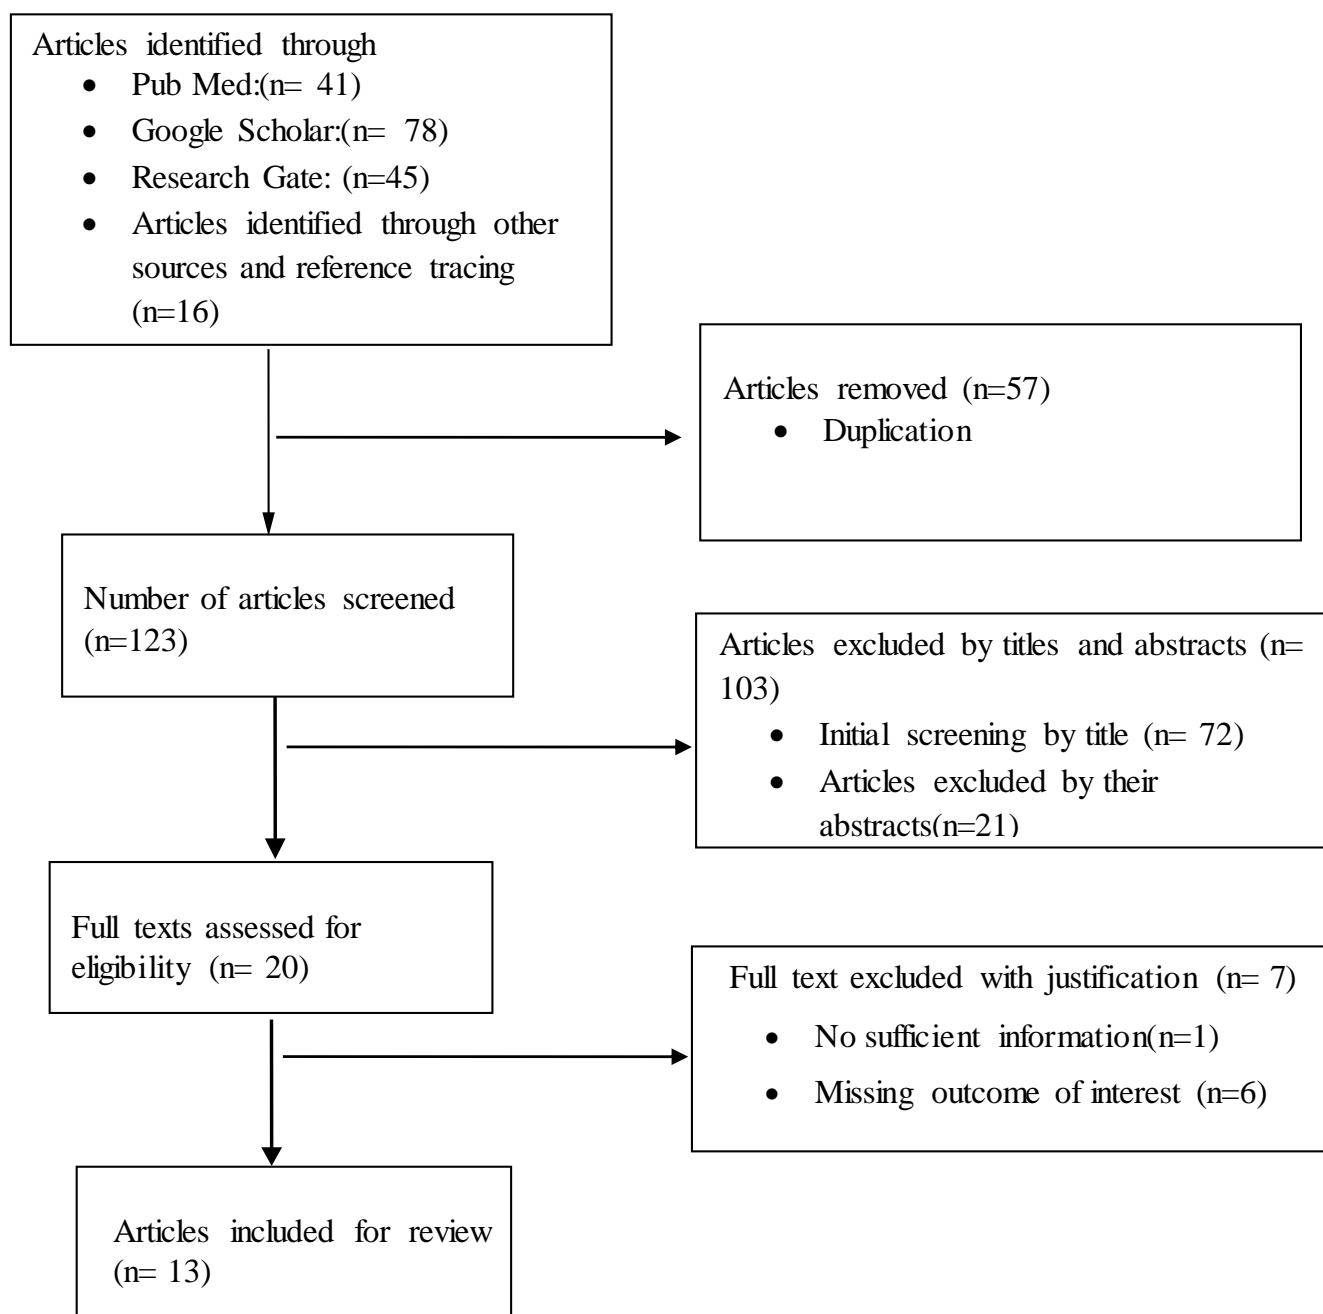 Articles identified through
• Pub Med:(n= 41)
• Google Scholar:(n= 78)
• Research Gate: (n=45)
• Articles identified through other
sources and reference tracing
(n=16)
Articles removed (n=57)
• Duplication
Number of articles screened
(n=123)
Articles excluded by titles and abstracts (n=
103)
• Initial screening by title (n= 72)
• Articles excluded by their
abstracts(n=21)
Full texts assessed for
eligibility (n= 20)
Full text excluded with justification (n= 7)
• No sufficient information(n=1)
• Missing outcome of interest (n=6)
Articles included for review
(n= 13)